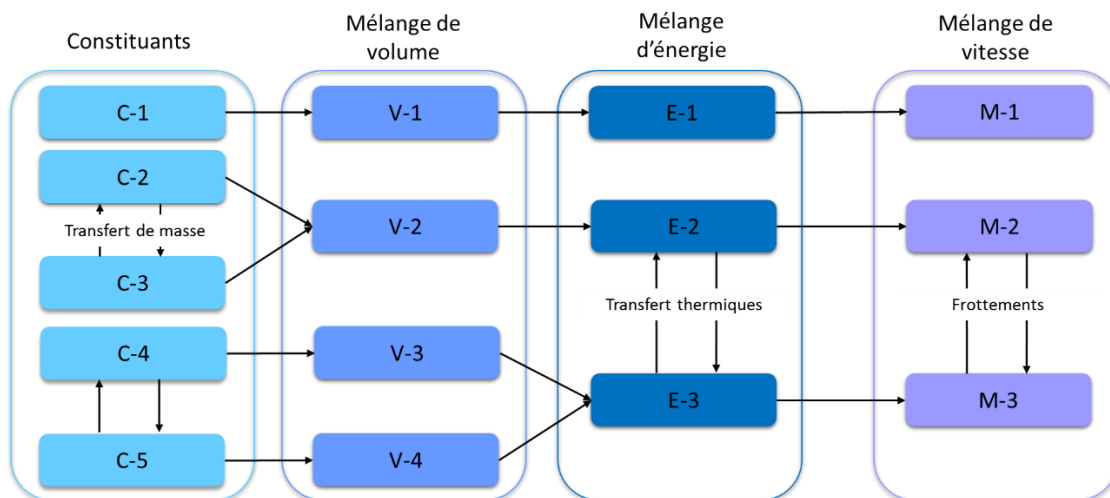 Constituants
Mélange de
volume
Mélange
d'énergie
Mélange de
vitesse
C-1
V-1
E-1
M-1
C-2
Transfert de masse
V-2
E-2
M-2
C-3
Transfert thermiques
Frottements
C-4
V-3
E-3
M-3
C-5
V-4